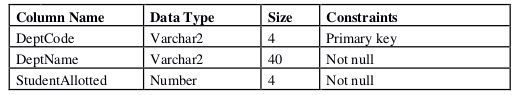 Column Name Data Type Size Constraints
DeptCode Varchar2 4 Primary key
DeptName Varchar2 40 Not null
StudentAllotted Number 4 Not null